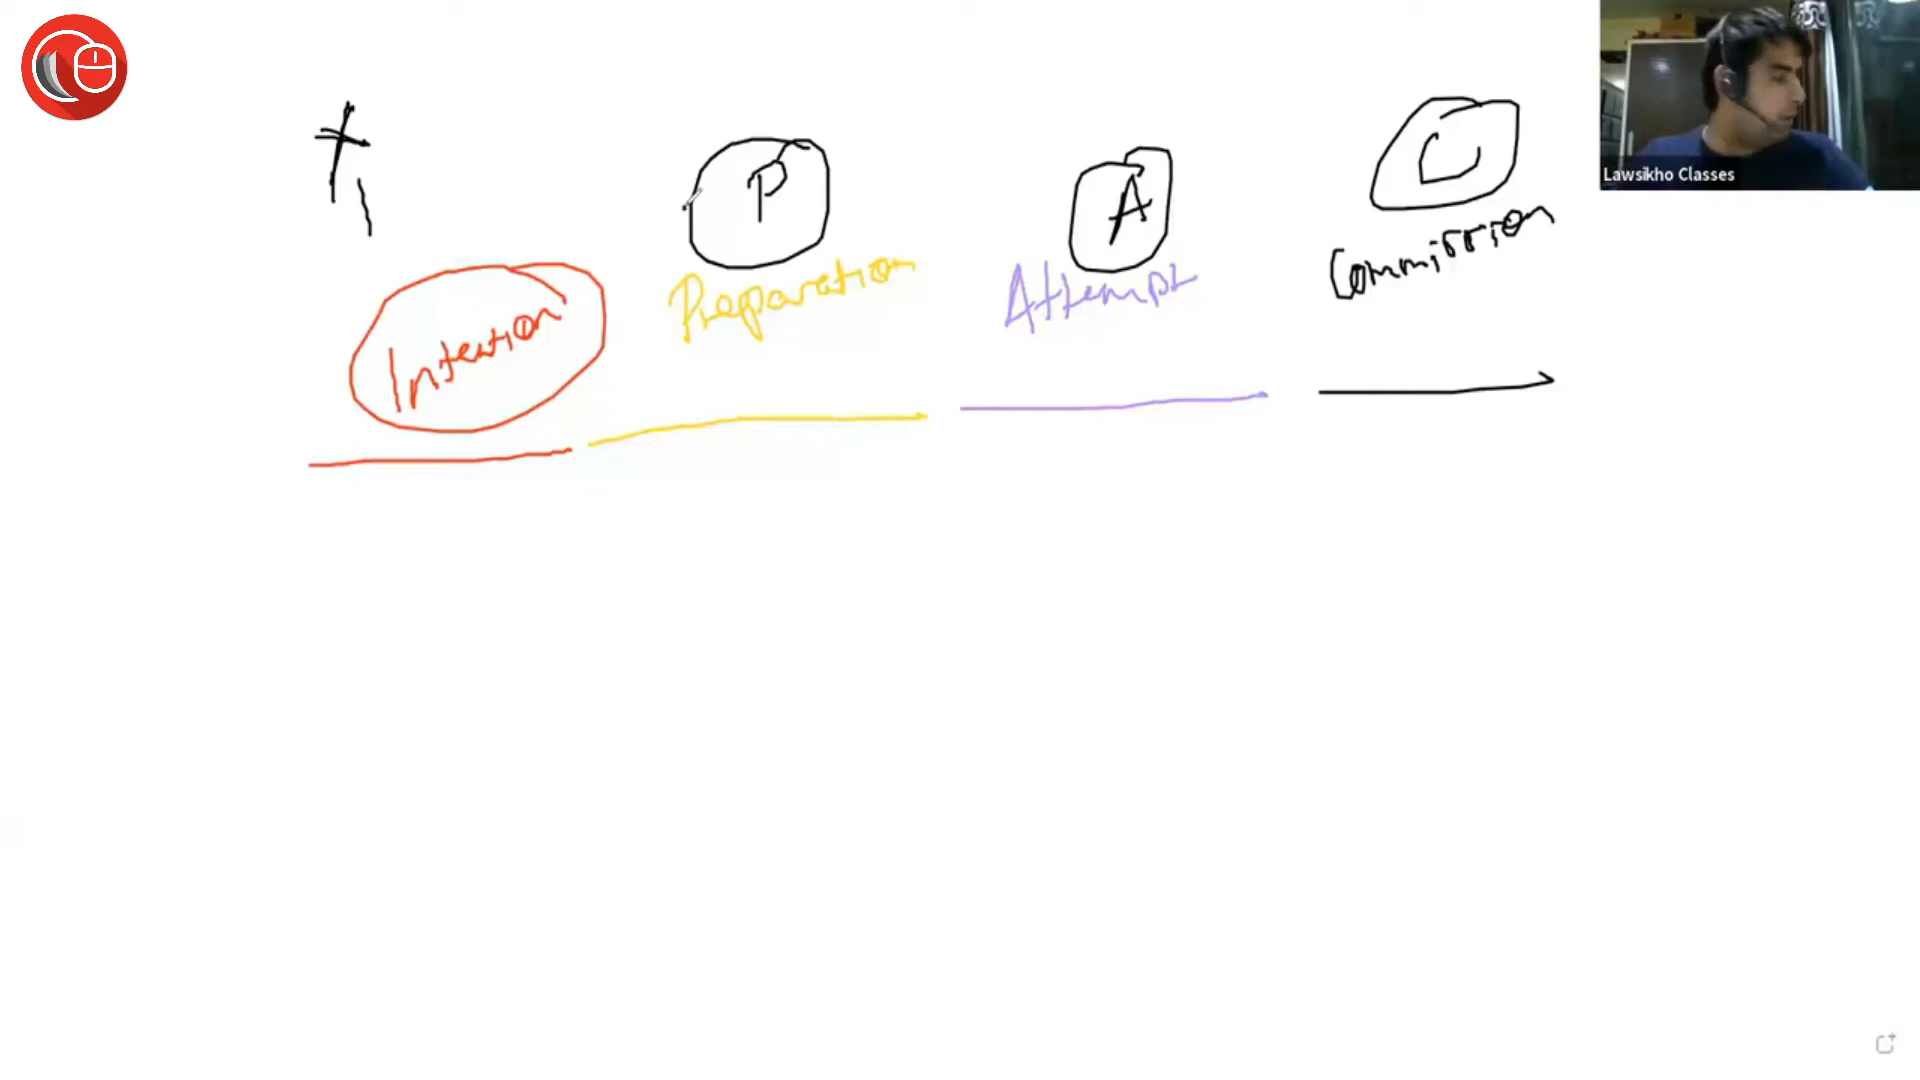 P
A
C
Intention
Preparation
Attempt
Commission
Lawsikho Classes